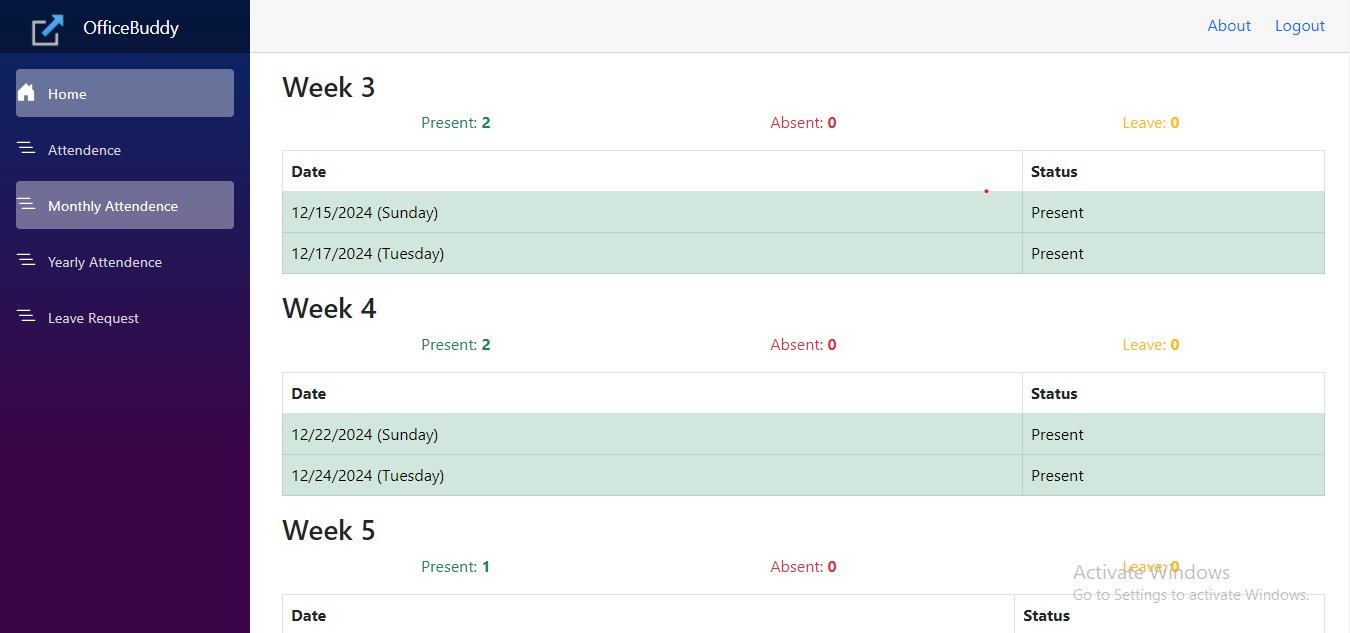 OfficeBuddy
About Logout
Home
Attendence
Monthly Attendence
Yearly Attendence
Leave Request
Week 3
Present: 2 Absent: 0 Leave: 0
Date Status
12/15/2024 (Sunday) Present
12/17/2024 (Tuesday) Present
Week 4
Present: 2 Absent: 0 Leave: 0
Date Status
12/22/2024 (Sunday) Present
12/24/2024 (Tuesday) Present
Week 5
Present: 1 Absent: 0 Leave: 0
Activate Windows
Go to Settings to activate Windows.
Date Status